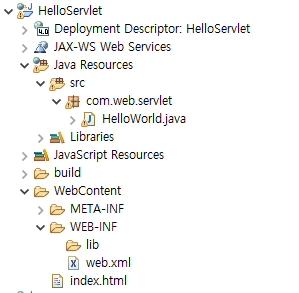 HelloServlet
Deployment Descriptor: HelloServlet
JAX-WS Web Services
Java Resources
src
com.web.servlet
HelloWorld.java
Libraries
JavaScript Resources
build
WebContent
META-INF
WEB-INF
lib
web.xml
index.html